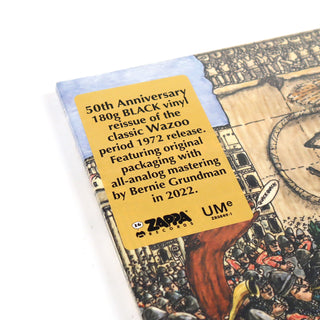 50th Anniversary
180g BLACK vinyl
reissue of the
classic Wazoo
period 1972 release.
Featuring original
packaging with
all-analog mastering
by Bernie Grundman
in 2022.
ZAPPA
RECORDS
UMe